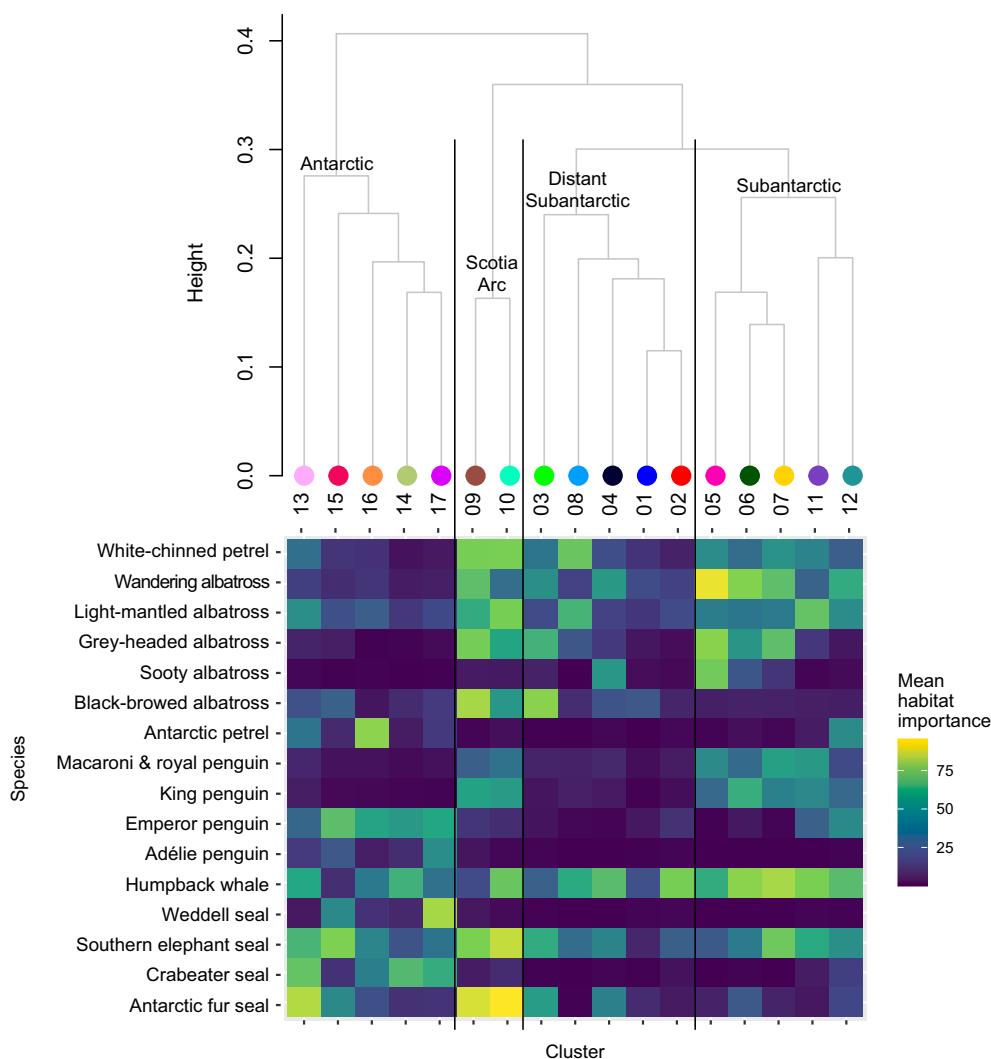 0.4
0.3
0.2
0.1
0.0
Height
Antarctic
Scotia
Arc
Distant
Subantarctic
Subantarctic
13 15 16 14 17 09 10 03 08 04 01 02 05 06 07 11 12
White-chinned petrel
Wandering albatross
Light-mantled albatross
Grey-headed albatross
Sooty albatross
Black-browed albatross
Antarctic petrel
Macaroni & royal penguin
King penguin
Emperor penguin
Adélie penguin
Humpback whale
Weddell seal
Southern elephant seal
Crabeater seal
Antarctic fur seal
Species
Cluster
Mean
habitat
importance
75
50
25